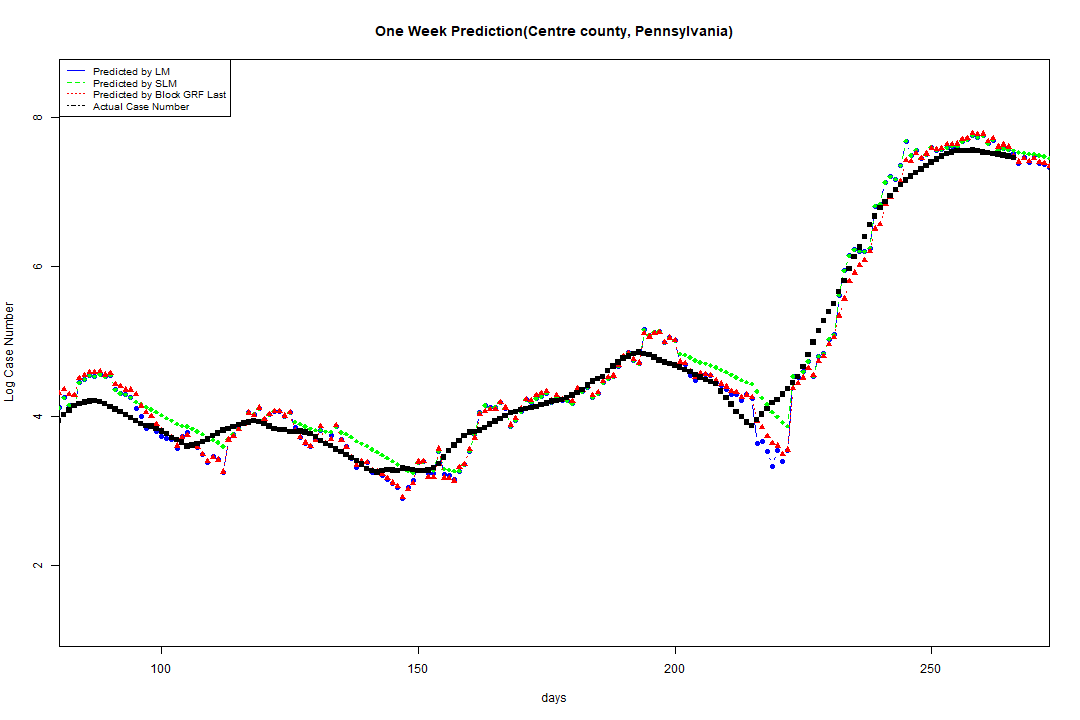 One Week Prediction(Centre county, Pennsylvania)
Predicted by LM
Predicted by SLM
Predicted by Block GRF Last
Actual Case Number
8
6
4
2
Log Case Number
100 150 200 250
days